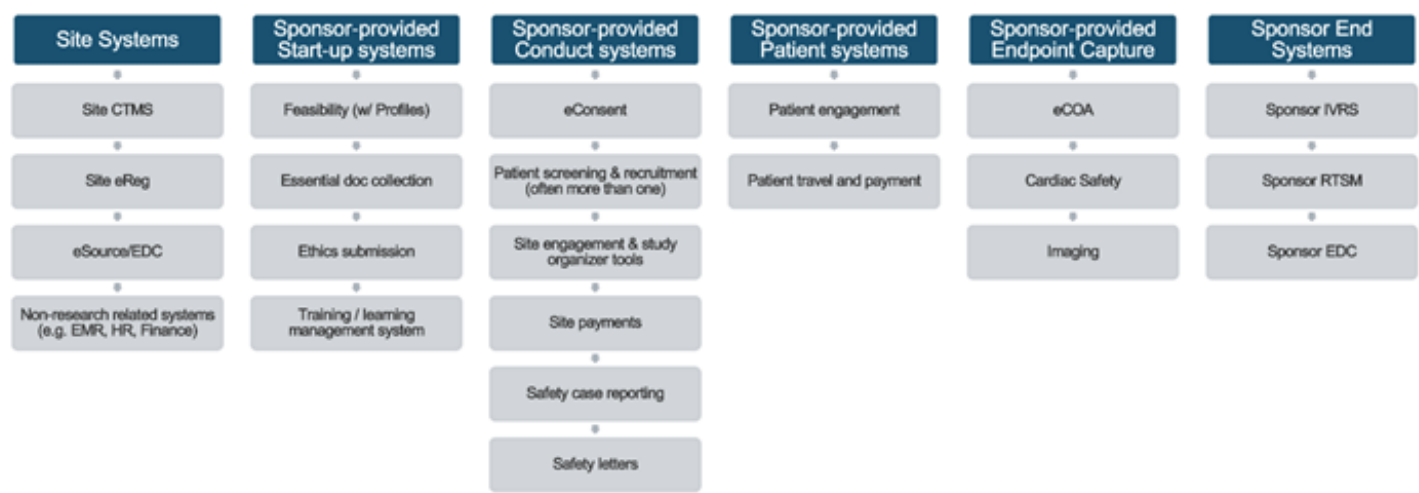 Site Systems
Site CTMS
Site eReg
eSource/EDC
Non-research related systems
(e.g. EMR, HR, Finance)
Sponsor-provided
Start-up systems
Feasibility (w/ Profiles)
Essential doc collection
Ethics submission
Training / learning
management system
Sponsor-provided
Conduct systems
eConsent
Patient screening & recruitment
(often more than one)
Site engagement & study
organizer tools
Site payments
Safety case reporting
Safety letters
Sponsor-provided
Patient systems
Patient engagement
Patient travel and payment
Sponsor-provided
Endpoint Capture
eCOA
Cardiac Safety
Imaging
Sponsor End
Systems
Sponsor IVRS
Sponsor RTSM
Sponsor EDC